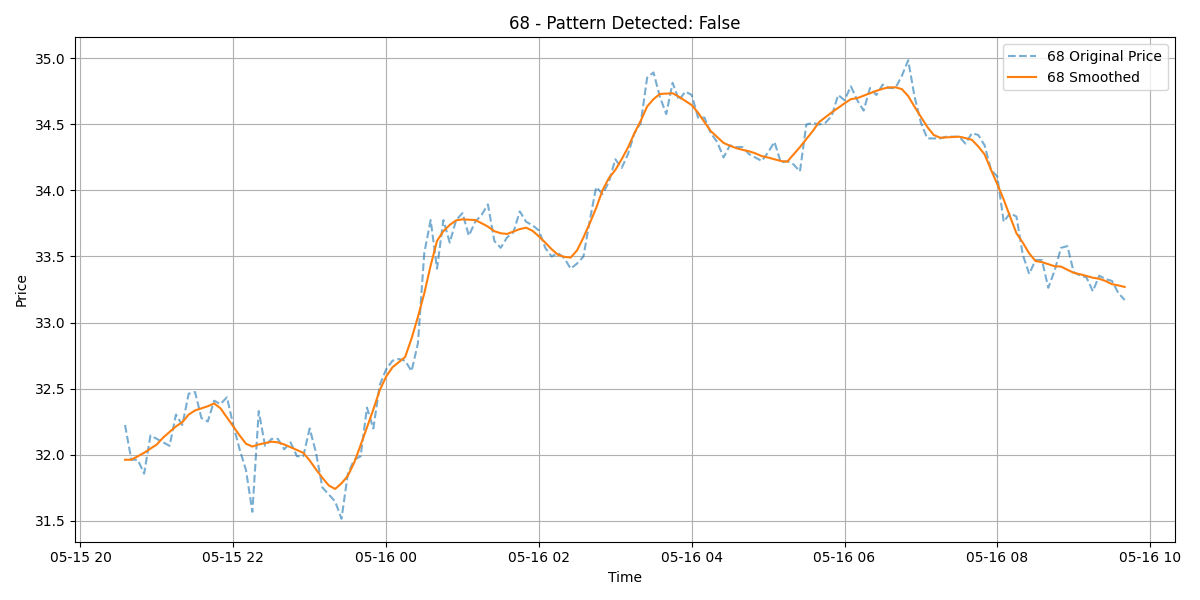 68 - Pattern Detected: False
68 Original Price
68 Smoothed
Price
35.0
34.5
34.0
33.5
33.0
32.5
32.0
31.5
05-15 20 05-15 22 05-16 00 05-16 02 05-16 04 05-16 06 05-16 08 05-16 10
Time